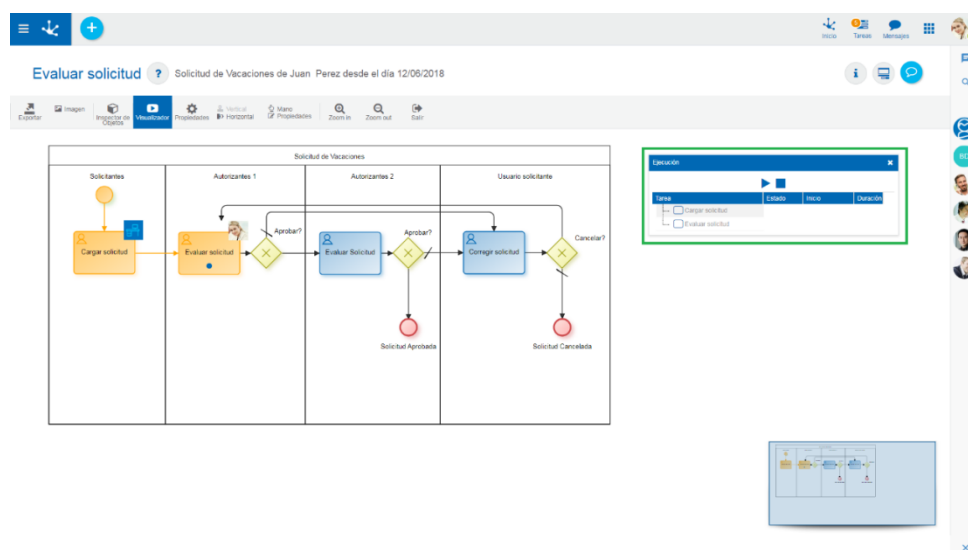 Inicio
Tareas
Mensajes
Evaluar solicitud ? Solicitud de Vacaciones de Juan Perez desde el día 12/06/2018
Exportar
Imagen
Inspector de Objetos
Visualizador
Propiedades
Vertical
Horizontal
Mano
Propiedades
Zoom in
Zoom out
Salir
Solicitud de Vacaciones
Solicitantes
Autorizantes 1
Autorizantes 2
Usuario solicitante
Cargar solicitud
Evaluar solicitud
Aprobar?
Evaluar Solicitud
Aprobar?
Corregir solicitud
Cancelar?
Solicitud Aprobada
Solicitud Cancelada
Ejecución
Tarea Estado Inicio Duración
Cargar solicitud
Evaluar solicitud